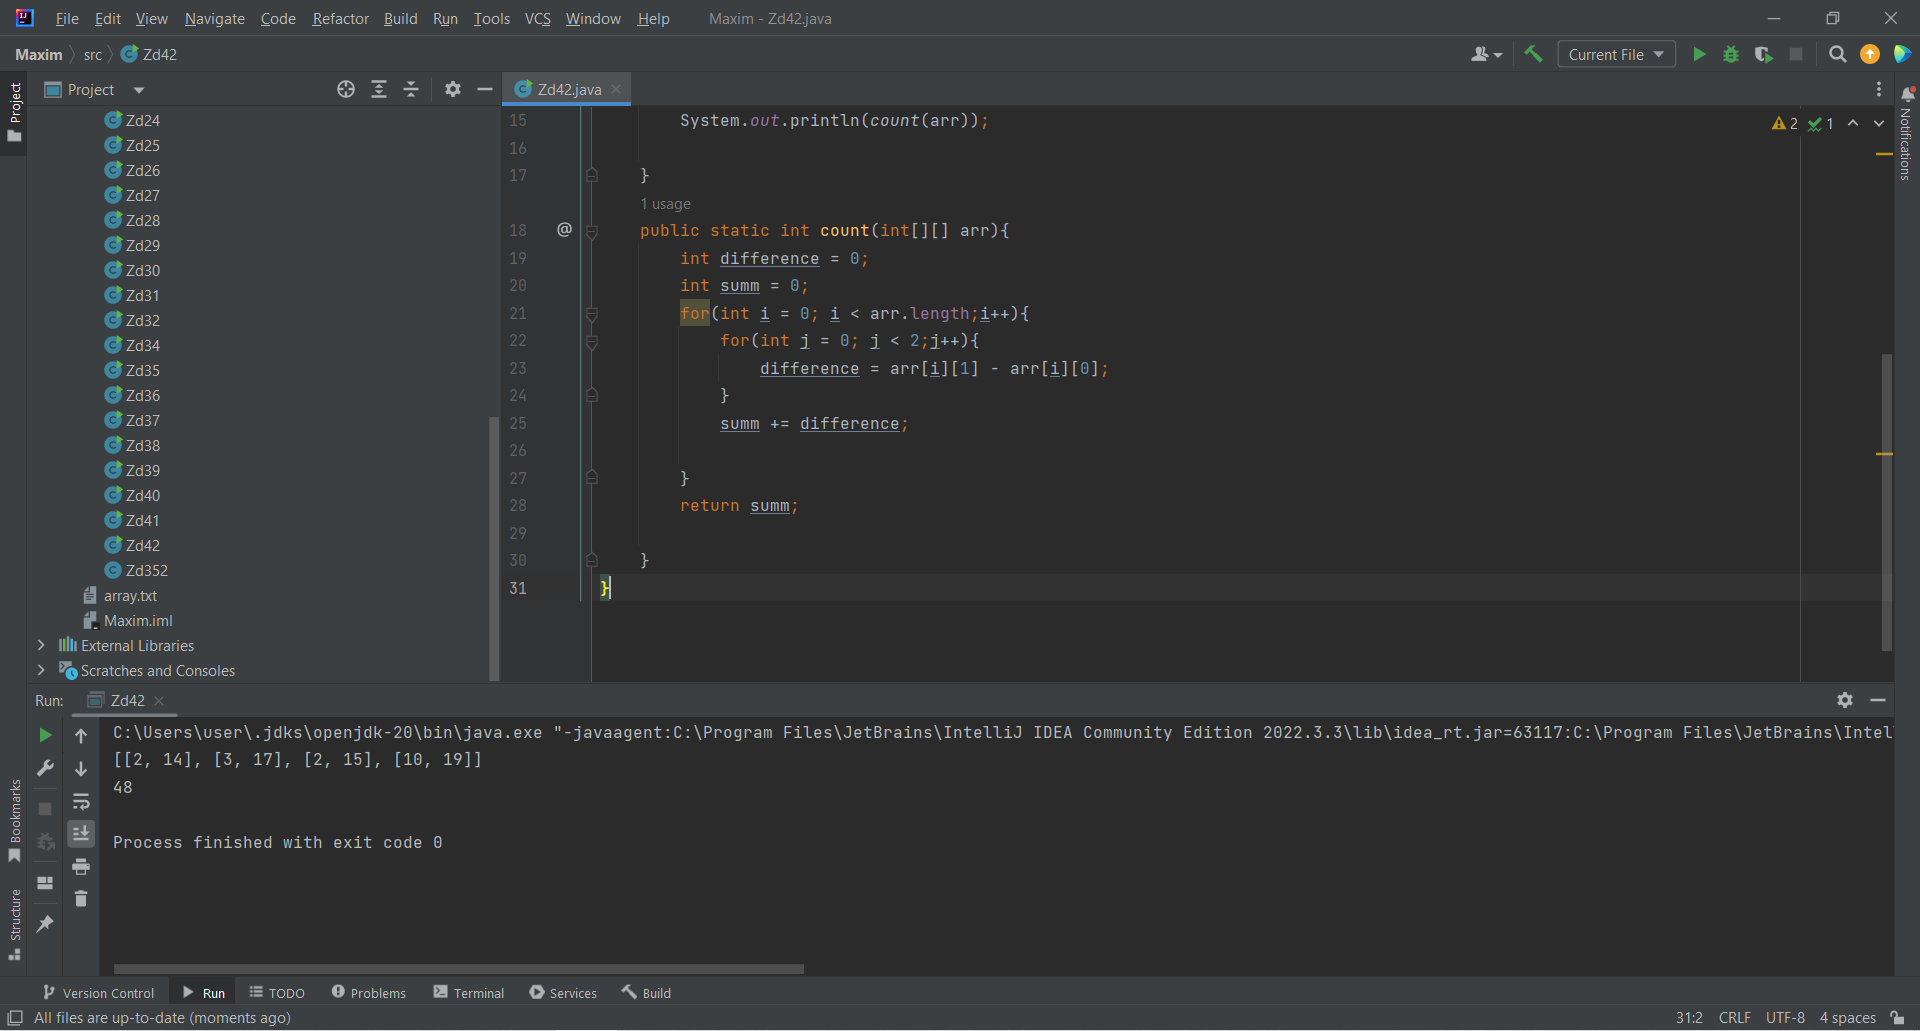 File Edit View Navigate Code Refactor Build Run Tools VCS Window Help Maxim - Zd42.java
Maxim src Zd42 Current File
Project
Zd42.java
Project
Zd24
Zd25
Zd26
Zd27
Zd28
Zd29
Zd30
Zd31
Zd32
Zd34
Zd35
Zd36
Zd37
Zd38
Zd39
Zd40
Zd41
Zd42
Zd352
array.txt
Maxim.iml
External Libraries
Scratches and Consoles
2 1
Notifications
15 System.out.println(count(arr));
16
17 }
1 usage
18 @ public static int count(int[][] arr){
19 int difference = 0;
20 int summ = 0;
21 for(int i = 0; i < arr.length;i++){
22 for(int j = 0; j < 2;j++){
23 difference = arr[i][1] - arr[i][0];
24 }
25 summ += difference;
26
27 }
28 return summ;
29
30 }
31 }
Run: Zd42
C:\Users\user\.jdks\openjdk-20\bin\java.exe "-javaagent:C:\Program Files\JetBrains\IntelliJ IDEA Community Edition 2022.3.3\lib\idea_rt.jar=63117:C:\Program Files\JetBrains\Intel
[[2, 14], [3, 17], [2, 15], [10, 19]]
48
Process finished with exit code 0
Bookmarks
Structure
Version Control Run TODO Problems Terminal Services Build
All files are up-to-date (moments ago) 31:2 CRLF UTF-8 4 spaces